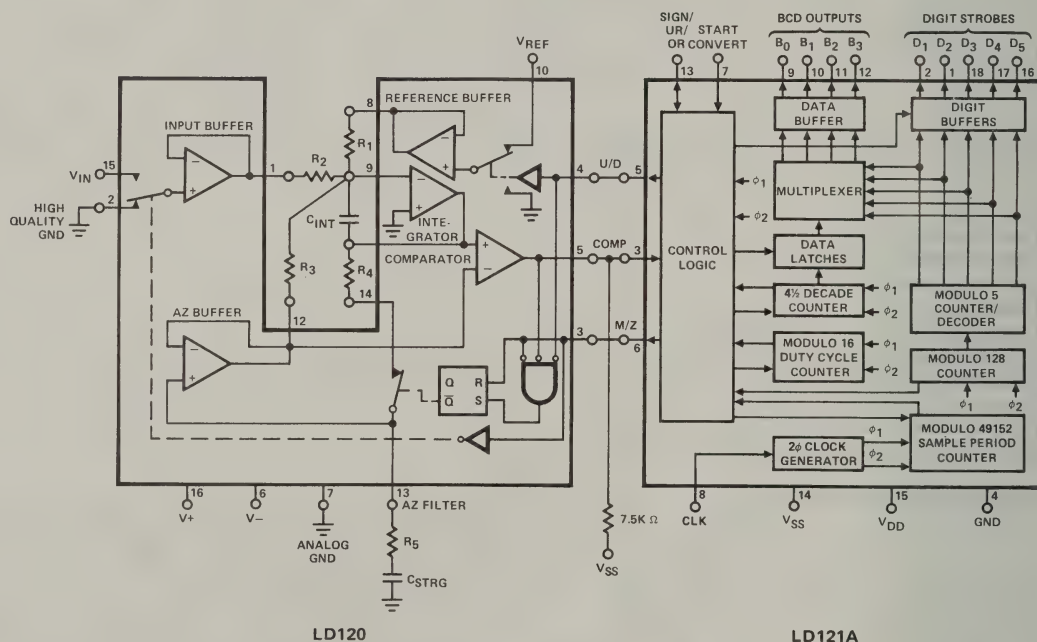 SIGN/ UR/ OR
START CONVERT
BCD OUTPUTS
B0 B1 B2 B3
DIGIT STROBES
D1 D2 D3 D4 D5
13
7
9 10 11 12
2 1 18 17 16
VREF
10
8
REFERENCE BUFFER
INPUT BUFFER
R1
R2
1
9
15
VIN
2
HIGH QUALITY GND
CINT
INTE-
GRATOR
COMPARATOR
R3
R4
14
12
AZ BUFFER
Q R
Q̅ S
4 U/D 5
5 COMP 3
3 M/Z 6
DATA BUFFER
DIGIT BUFFERS
ϕ1
ϕ2
MULTIPLEXER
CONTROL LOGIC
DATA LATCHES
4½ DECADE COUNTER
ϕ1
ϕ2
MODULO 5 COUNTER/ DECODER
MODULO 16 DUTY CYCLE COUNTER
ϕ1
ϕ2
MODULO 128 COUNTER
ϕ1 ϕ2
2ϕ CLOCK GENERATOR
ϕ1
ϕ2
MODULO 49152 SAMPLE PERIOD COUNTER
16
V+
6
V−
7
ANALOG GND
13
AZ FILTER
R5
CSTRG
7.5K Ω
VSS
8
CLK
14
VSS
15
VDD
4
GND
LD120
LD121A